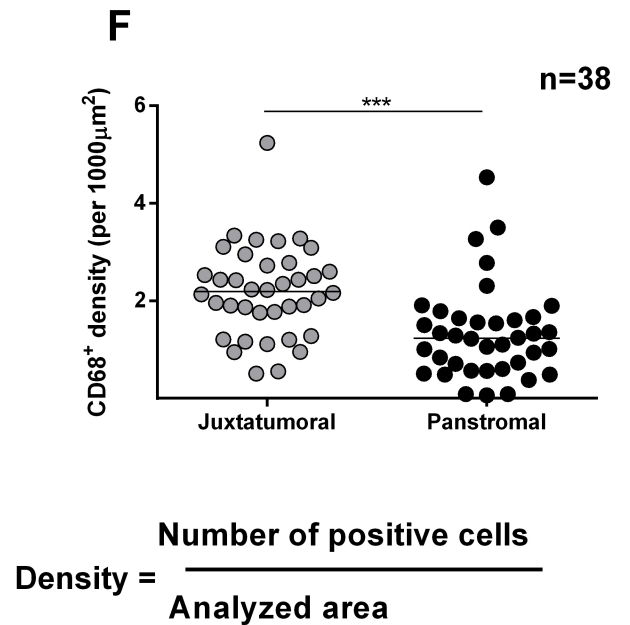 F
n=38
***
CD68+ density (per 1000µm2)
6
4
2
Juxtatumoral Panstromal
Number of positive cells
Density =
Analyzed area